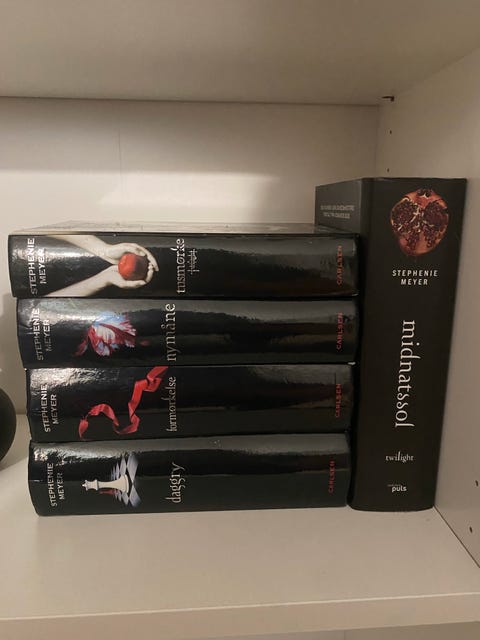 STEPHENIE
MEYER
tusmørke
twilight
CARLSEN
STEPHENIE
MEYER
nymåne
CARLSEN
STEPHENIE
MEYER
formørkelse
CARLSEN
STEPHENIE
MEYER
daggry
CARLSEN
STEPHENIE
MEYER
midnatssol
twilight
puls